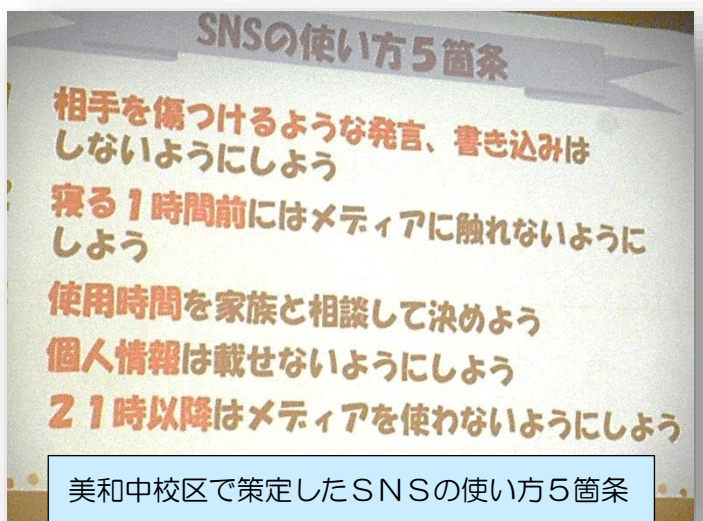 SNSの使い方5箇条
相手を傷つけるような発言、書き込みは
しないようにしよう
寝る1時間前にはメディアに触れないように
しよう
使用時間を家族と相談して決めよう
個人情報は載せないようにしよう
21時以降はメディアを使わないようにしよう
美和中校区で策定したSNSの使い方5箇条